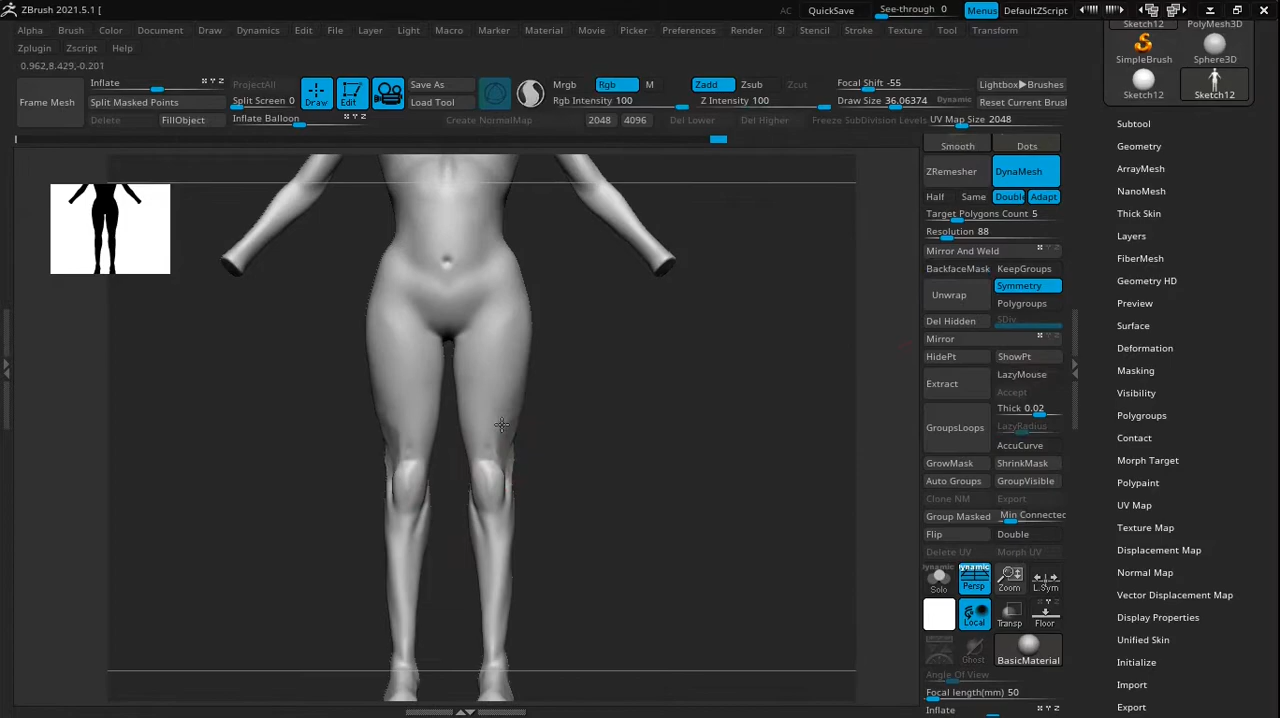 ZBrush 2021.5.1 [
AC
QuickSave
See-through 0
Menus
DefaultZScript
Alpha Brush Color Document Draw Dynamics Edit File Layer Light Macro Marker Material Movie Picker Preferences Render S! Stencil Stroke Texture Tool Transform
Zplugin Zscript Help
0.962,8.429,-0.201
Frame Mesh
Inflate
Split Masked Points
Delete
FillObject
ProjectAll
Split Screen 0
Inflate Balloon
Draw
Edit
Save As
Load Tool
Create NormalMap
Mrgb
Rgb
M
Rgb Intensity 100
2048
4096
Zadd
Zsub
Zcut
Z Intensity 100
Del Lower
Del Higher
Focal Shift -55
Draw Size 36.06374
Dynamic
Freeze SubDivision Levels
Lightbox▶Brushes
Reset Current Brush
UV Map Size 2048
Smooth
Dots
ZRemesher
DynaMesh
Half
Same
Double
Adapt
Target Polygons Count 5
Resolution 88
Mirror And Weld
BackfaceMask
KeepGroups
Unwrap
Symmetry
Polygroups
Del Hidden
SDiv
Mirror
HidePt
ShowPt
Extract
LazyMouse
Accept
Thick 0.02
GroupsLoops
LazyRadius
AccuCurve
GrowMask
ShrinkMask
Auto Groups
GroupVisible
Clone NM
Export
Group Masked
Min Connected
Flip
Double
Delete UV
Morph UV
Dynamic
Solo
Dynamic
Persp
Zoom
L.Sym
Local
Transp
Floor
Ghost
BasicMaterial
Angle Of View
Focal length(mm) 50
Inflate
Sketch12
PolyMesh3D
SimpleBrush
Sphere3D
Sketch12
Sketch12
Subtool
Geometry
ArrayMesh
NanoMesh
Thick Skin
Layers
FiberMesh
Geometry HD
Preview
Surface
Deformation
Masking
Visibility
Polygroups
Contact
Morph Target
Polypaint
UV Map
Texture Map
Displacement Map
Normal Map
Vector Displacement Map
Display Properties
Unified Skin
Initialize
Import
Export